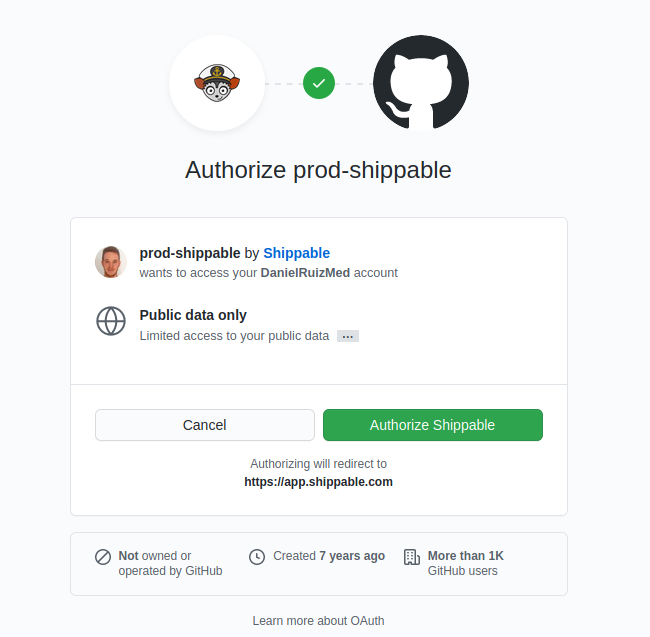 Authorize prod-shippable
prod-shippable by Shippable
wants to access your DanielRuizMed account
Public data only
Limited access to your public data ...
Cancel
Authorize Shippable
Authorizing will redirect to
https://app.shippable.com
Not owned or
operated by GitHub
Created 7 years ago
More than 1K
GitHub users
Learn more about OAuth